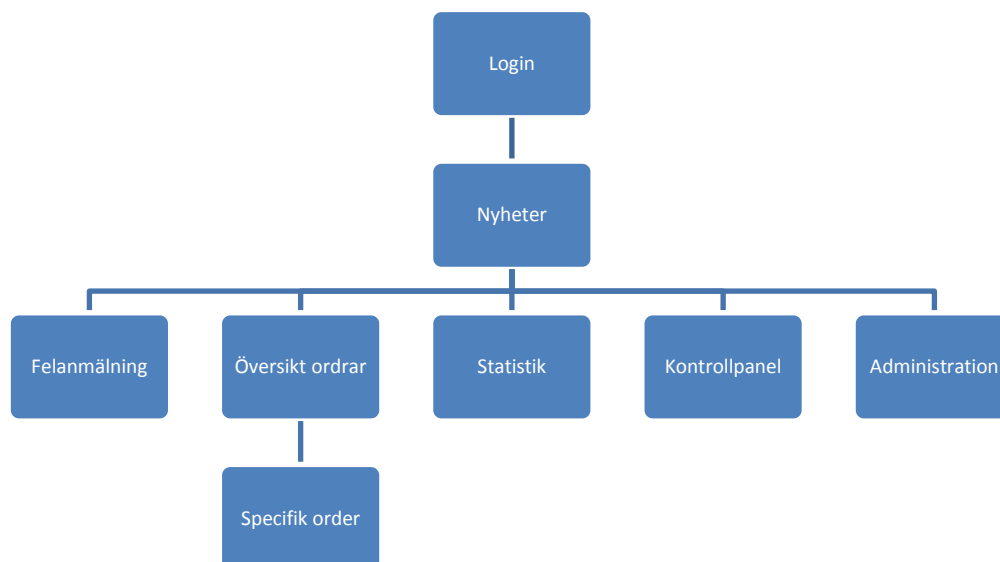 Login
Nyheter
Felanmälning
Översikt ordrar
Statistik
Kontrollpanel
Administration
Specifik order